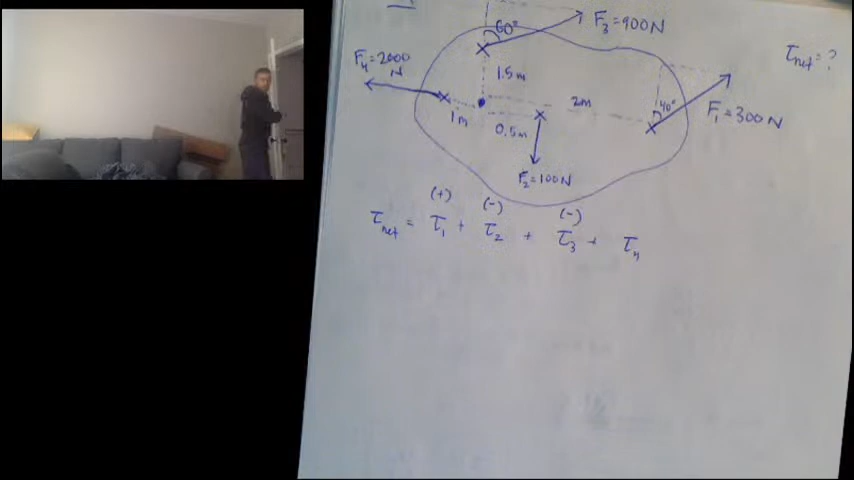 F₃ = 900N
60°
τnet = ?
F₄ = 2000
N
1.5m
2m
40°
F₁ = 300 N
1m
0.5m
F₂ = 100N
(+) (-) (-)
τnet = τ₁ + τ₂ + τ₃ + τ₄